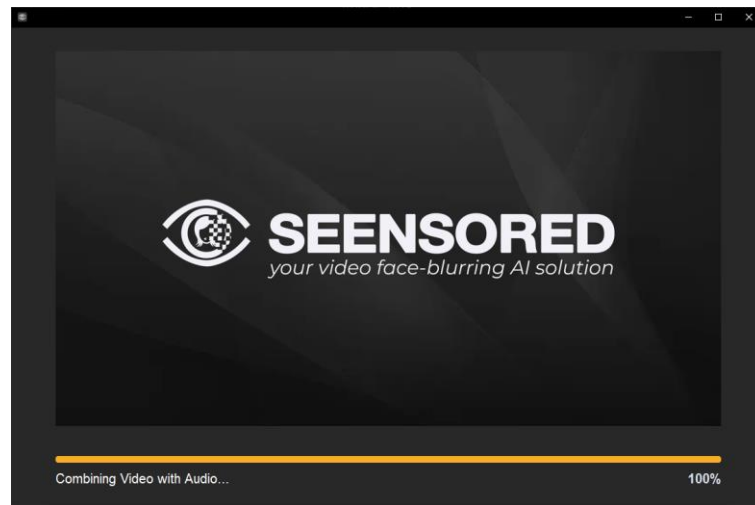 SEENSORED
your video face-blurring AI solution
Combining Video with Audio...
100%